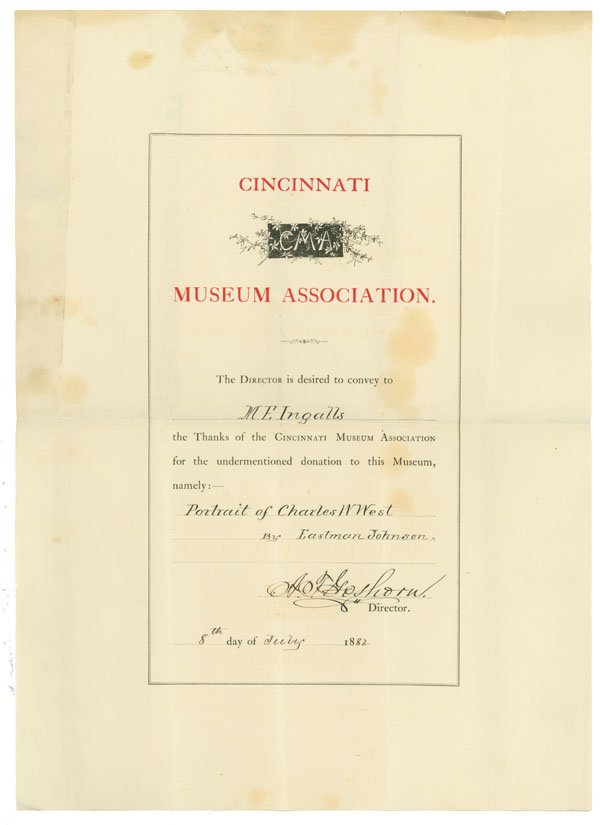 CINCINNATI
CMA
MUSEUM ASSOCIATION.
The Director is desired to convey to
M.E. Ingalls
the Thanks of the Cincinnati Museum Association
for the undermentioned donation to this Museum,
namely:—
Portrait of Charles W West
By Eastman Johnson.
A.T. Goshorn.
Director.
8th day of July 1882